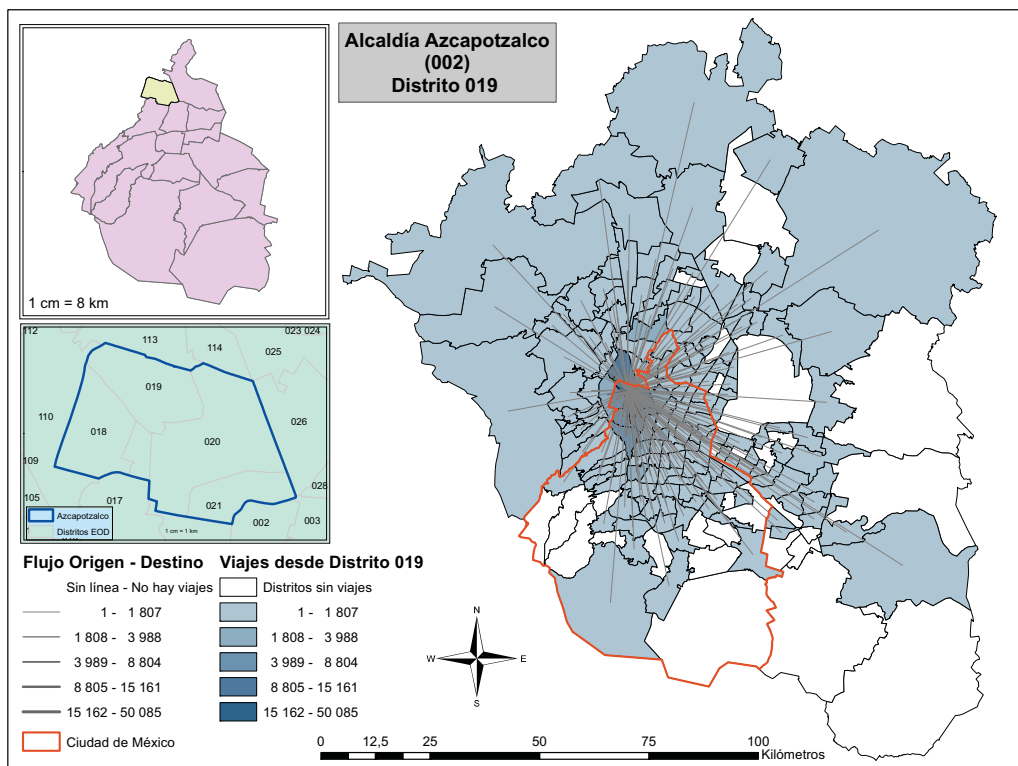 Alcaldía Azcapotzalco
(002)
Distrito 019
1 cm = 8 km
112
113
114
023 024
025
019
110
018
020
026
109
105
017
021
002
028
003
Azcapotzalco
Distritos EOD
1 cm = 1 km
Flujo Origen - Destino
Sin línea - No hay viajes
1 - 1 807
1 808 - 3 988
3 989 - 8 804
8 805 - 15 161
15 162 - 50 085
Ciudad de México
Viajes desde Distrito 019
Distritos sin viajes
1 - 1 807
1 808 - 3 988
3 989 - 8 804
8 805 - 15 161
15 162 - 50 085
N
W E
S
0 12,5 25 50 75 100
Kilómetros